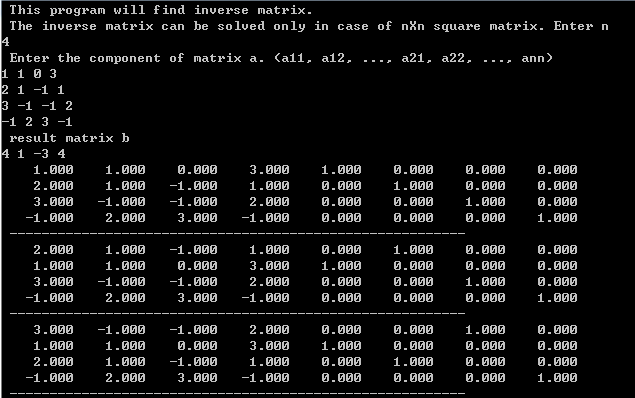 This program will find inverse matrix.
The inverse matrix can be solved only in case of nXn square matrix. Enter n
4
Enter the component of matrix a. (a11, a12, ..., a21, a22, ..., ann)
1 1 0 3
2 1 -1 1
3 -1 -1 2
-1 2 3 -1
result matrix b
4 1 -3 4
1.000 1.000 0.000 3.000 1.000 0.000 0.000 0.000
2.000 1.000 -1.000 1.000 0.000 1.000 0.000 0.000
3.000 -1.000 -1.000 2.000 0.000 0.000 1.000 0.000
-1.000 2.000 3.000 -1.000 0.000 0.000 0.000 1.000
---------------------------------------------------------
2.000 1.000 -1.000 1.000 0.000 1.000 0.000 0.000
1.000 1.000 0.000 3.000 1.000 0.000 0.000 0.000
3.000 -1.000 -1.000 2.000 0.000 0.000 1.000 0.000
-1.000 2.000 3.000 -1.000 0.000 0.000 0.000 1.000
---------------------------------------------------------
3.000 -1.000 -1.000 2.000 0.000 0.000 1.000 0.000
1.000 1.000 0.000 3.000 1.000 0.000 0.000 0.000
2.000 1.000 -1.000 1.000 0.000 1.000 0.000 0.000
-1.000 2.000 3.000 -1.000 0.000 0.000 0.000 1.000
---------------------------------------------------------